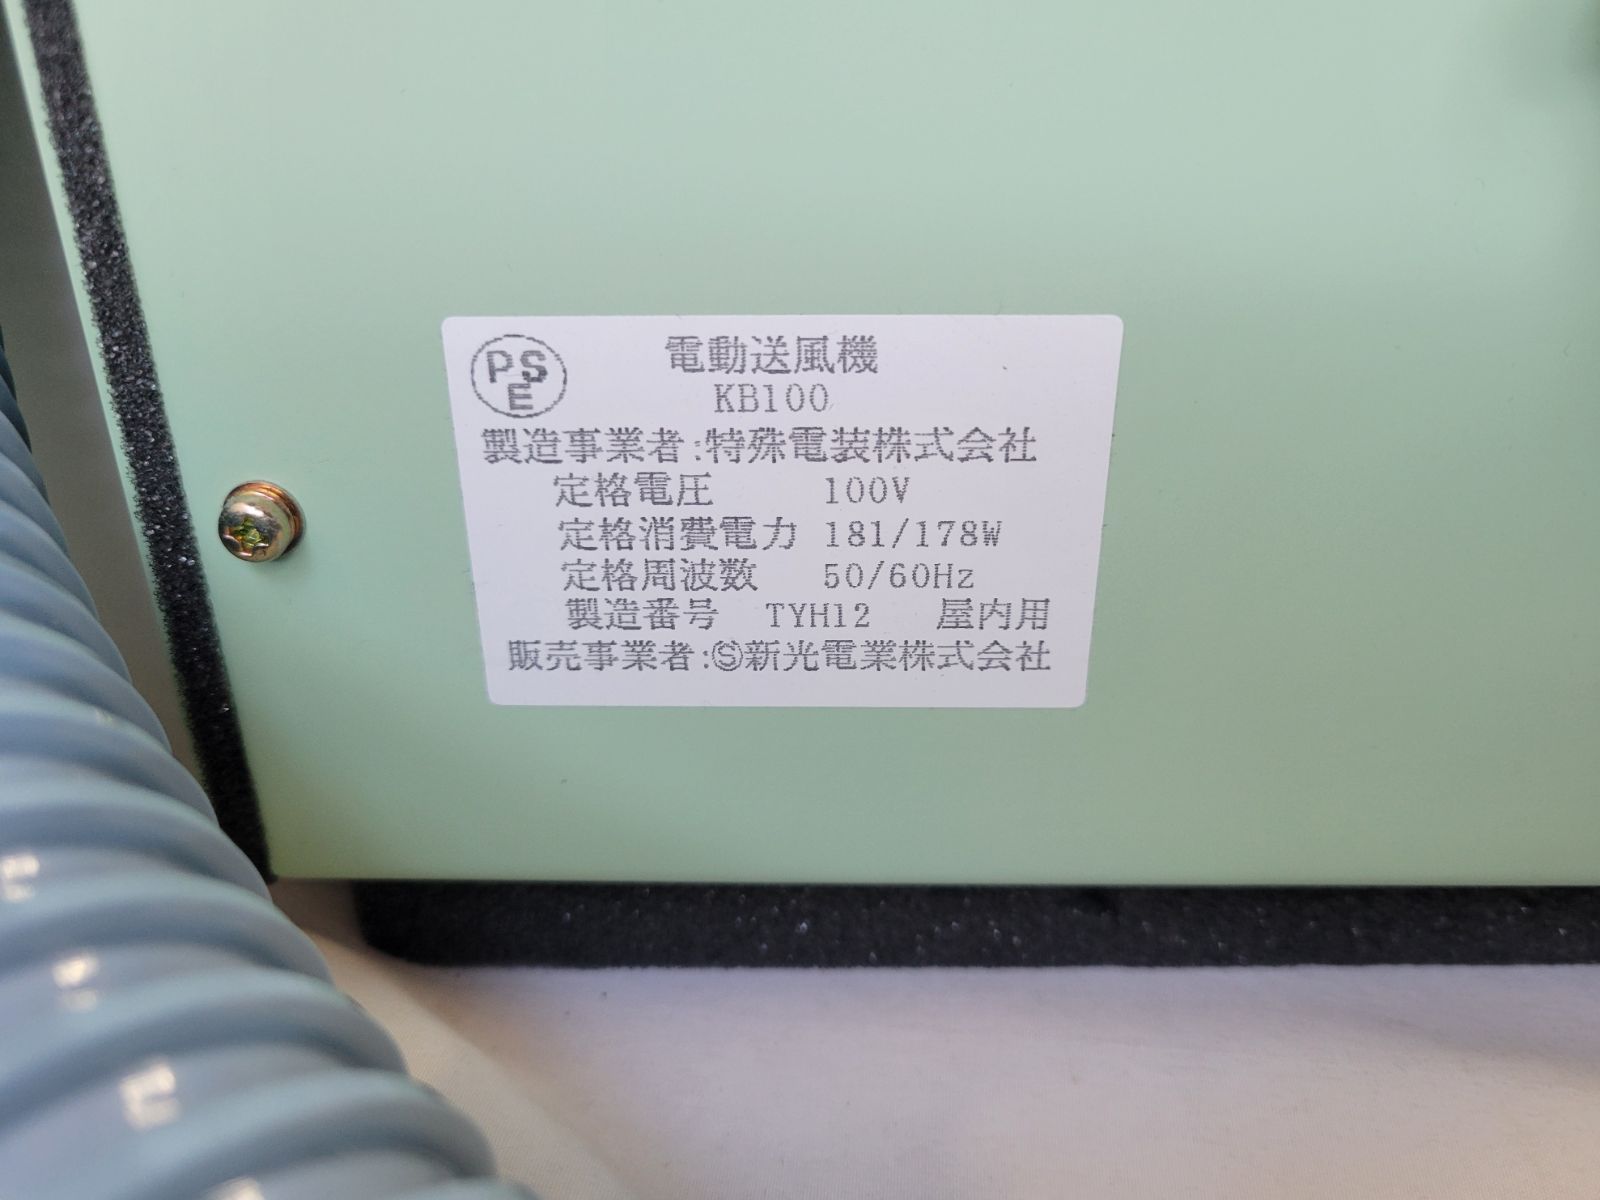 PSE
電動送風機
KB100
製造事業者:特殊電装株式会社
定格電圧 100V
定格消費電力 181/178W
定格周波数 50/60Hz
製造番号 TYH12 屋内用
販売事業者:Ⓢ新光電業株式会社